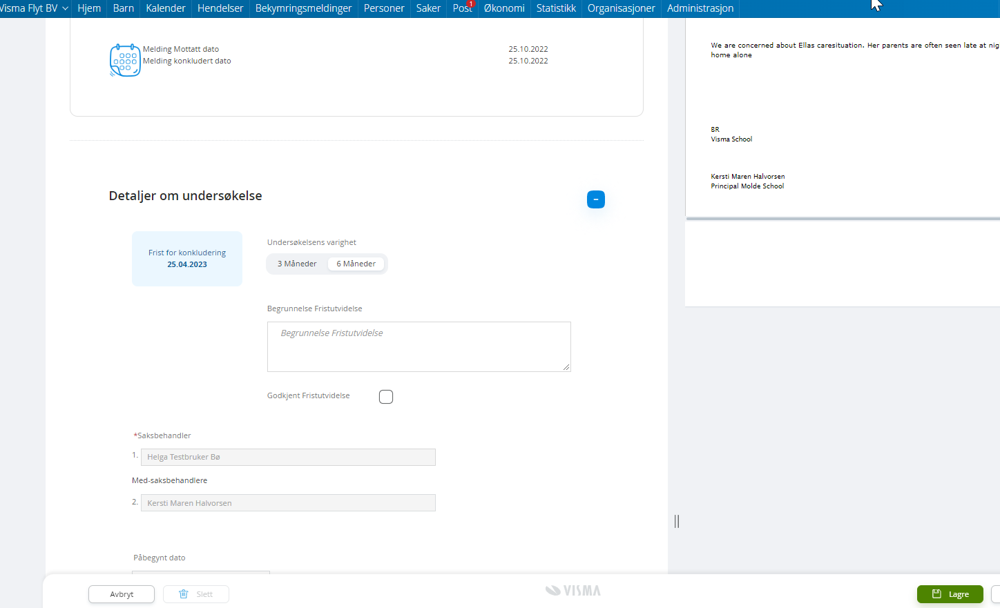 Visma Flyt BV Hjem Barn Kalender Hendelser Bekymringsmeldinger Personer Saker Post 1 Økonomi Statistikk Organisasjoner Administrasjon
Melding Mottatt dato 25.10.2022
Melding konkludert dato 25.10.2022
Detaljer om undersøkelse
Frist for konkludering
25.04.2023
Undersøkelsens varighet
3 Måneder 6 Måneder
Begrunnelse Fristutvidelse
Begrunnelse Fristutvidelse
Godkjent Fristutvidelse
*Saksbehandler
1. Helga Testbruker Bø
Med-saksbehandlere
2. Kersti Maren Halvorsen
Påbegynt dato
We are concerned about Ellas caresituation. Her parents are often seen late at nig
home alone
BR
Visma School
Kersti Maren Halvorsen
Principal Molde School
Avbryt Slett VISMA Lagre